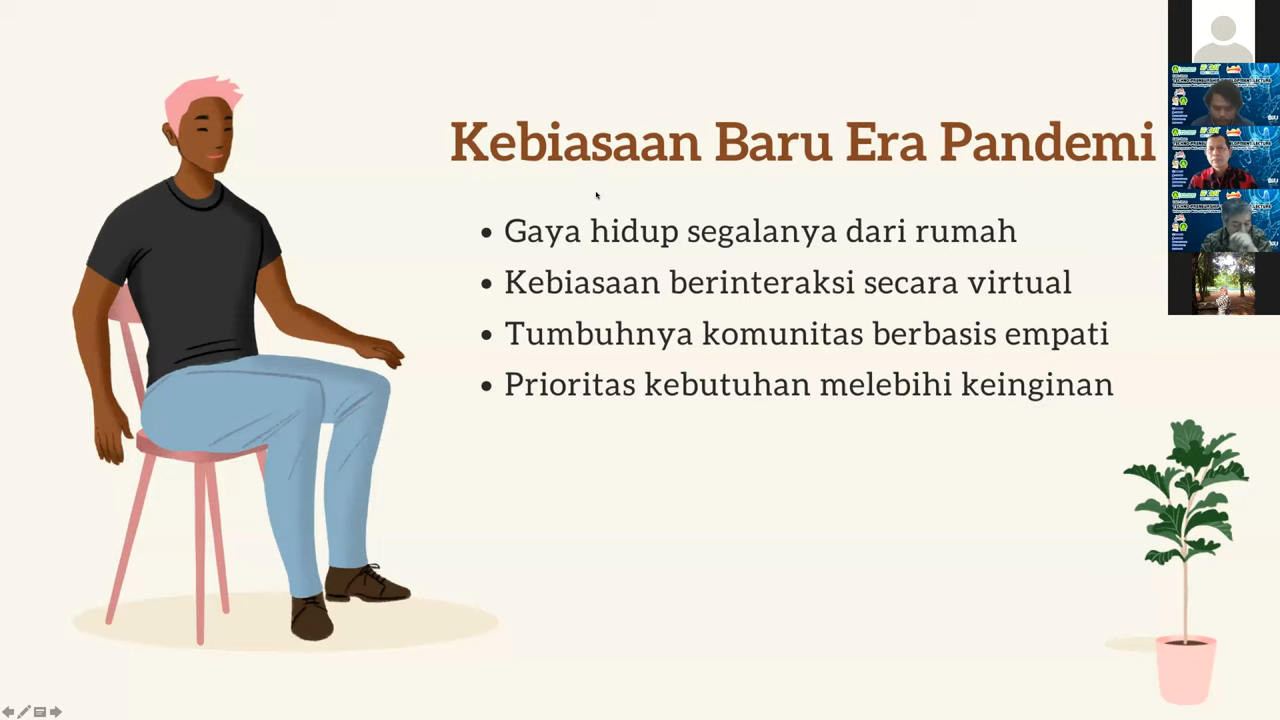 Kebiasaan Baru Era Pandemi
• Gaya hidup segalanya dari rumah
• Kebiasaan berinteraksi secara virtual
• Tumbuhnya komunitas berbasis empati
• Prioritas kebutuhan melebihi keinginan